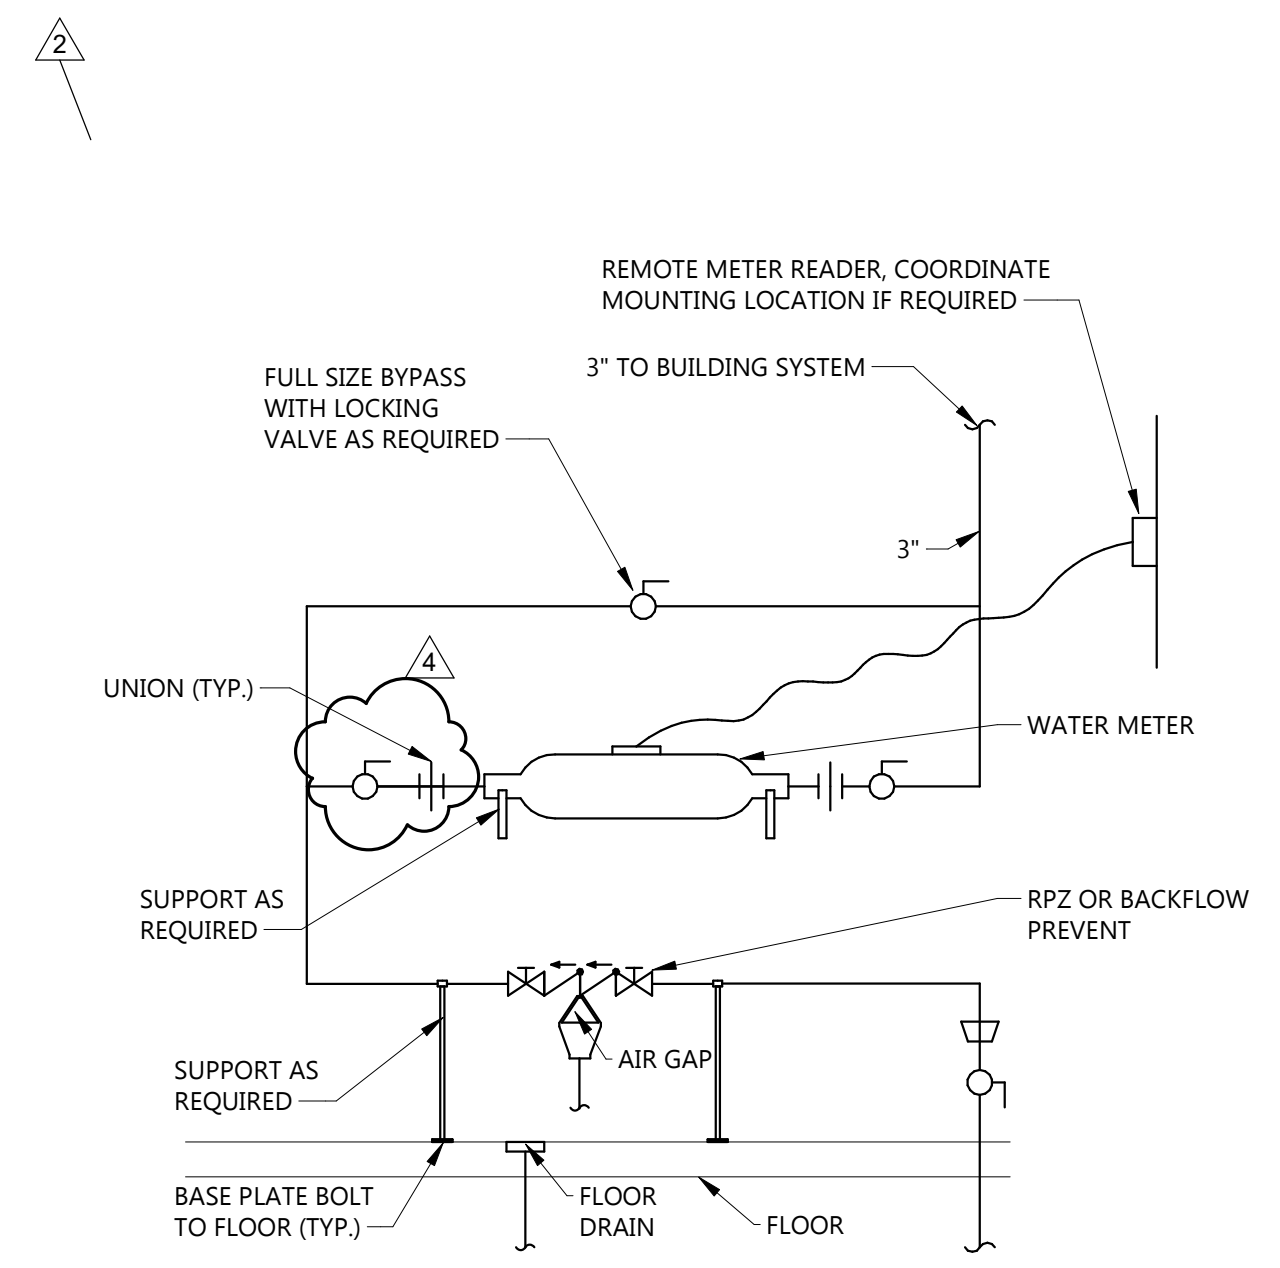 2
REMOTE METER READER, COORDINATE
MOUNTING LOCATION IF REQUIRED
3" TO BUILDING SYSTEM
FULL SIZE BYPASS
WITH LOCKING
VALVE AS REQUIRED
3"
4
UNION (TYP.)
WATER METER
SUPPORT AS
REQUIRED
RPZ OR BACKFLOW
PREVENT
AIR GAP
SUPPORT AS
REQUIRED
BASE PLATE BOLT
TO FLOOR (TYP.)
FLOOR
DRAIN
FLOOR